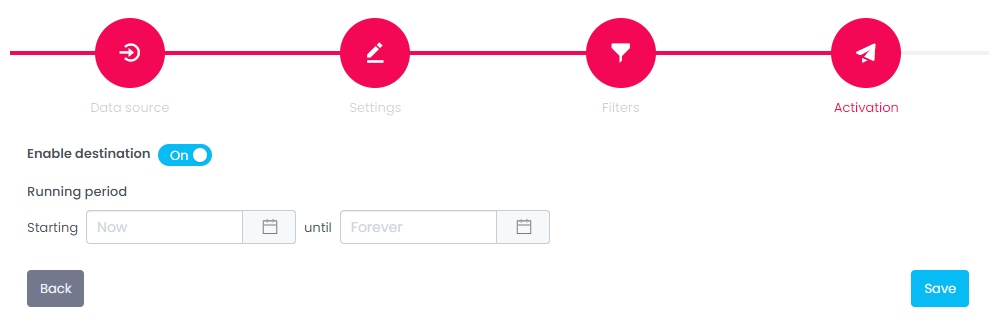 Data source Settings Filters Activation
Enable destination On
Running period
Starting Now until Forever
Back Save